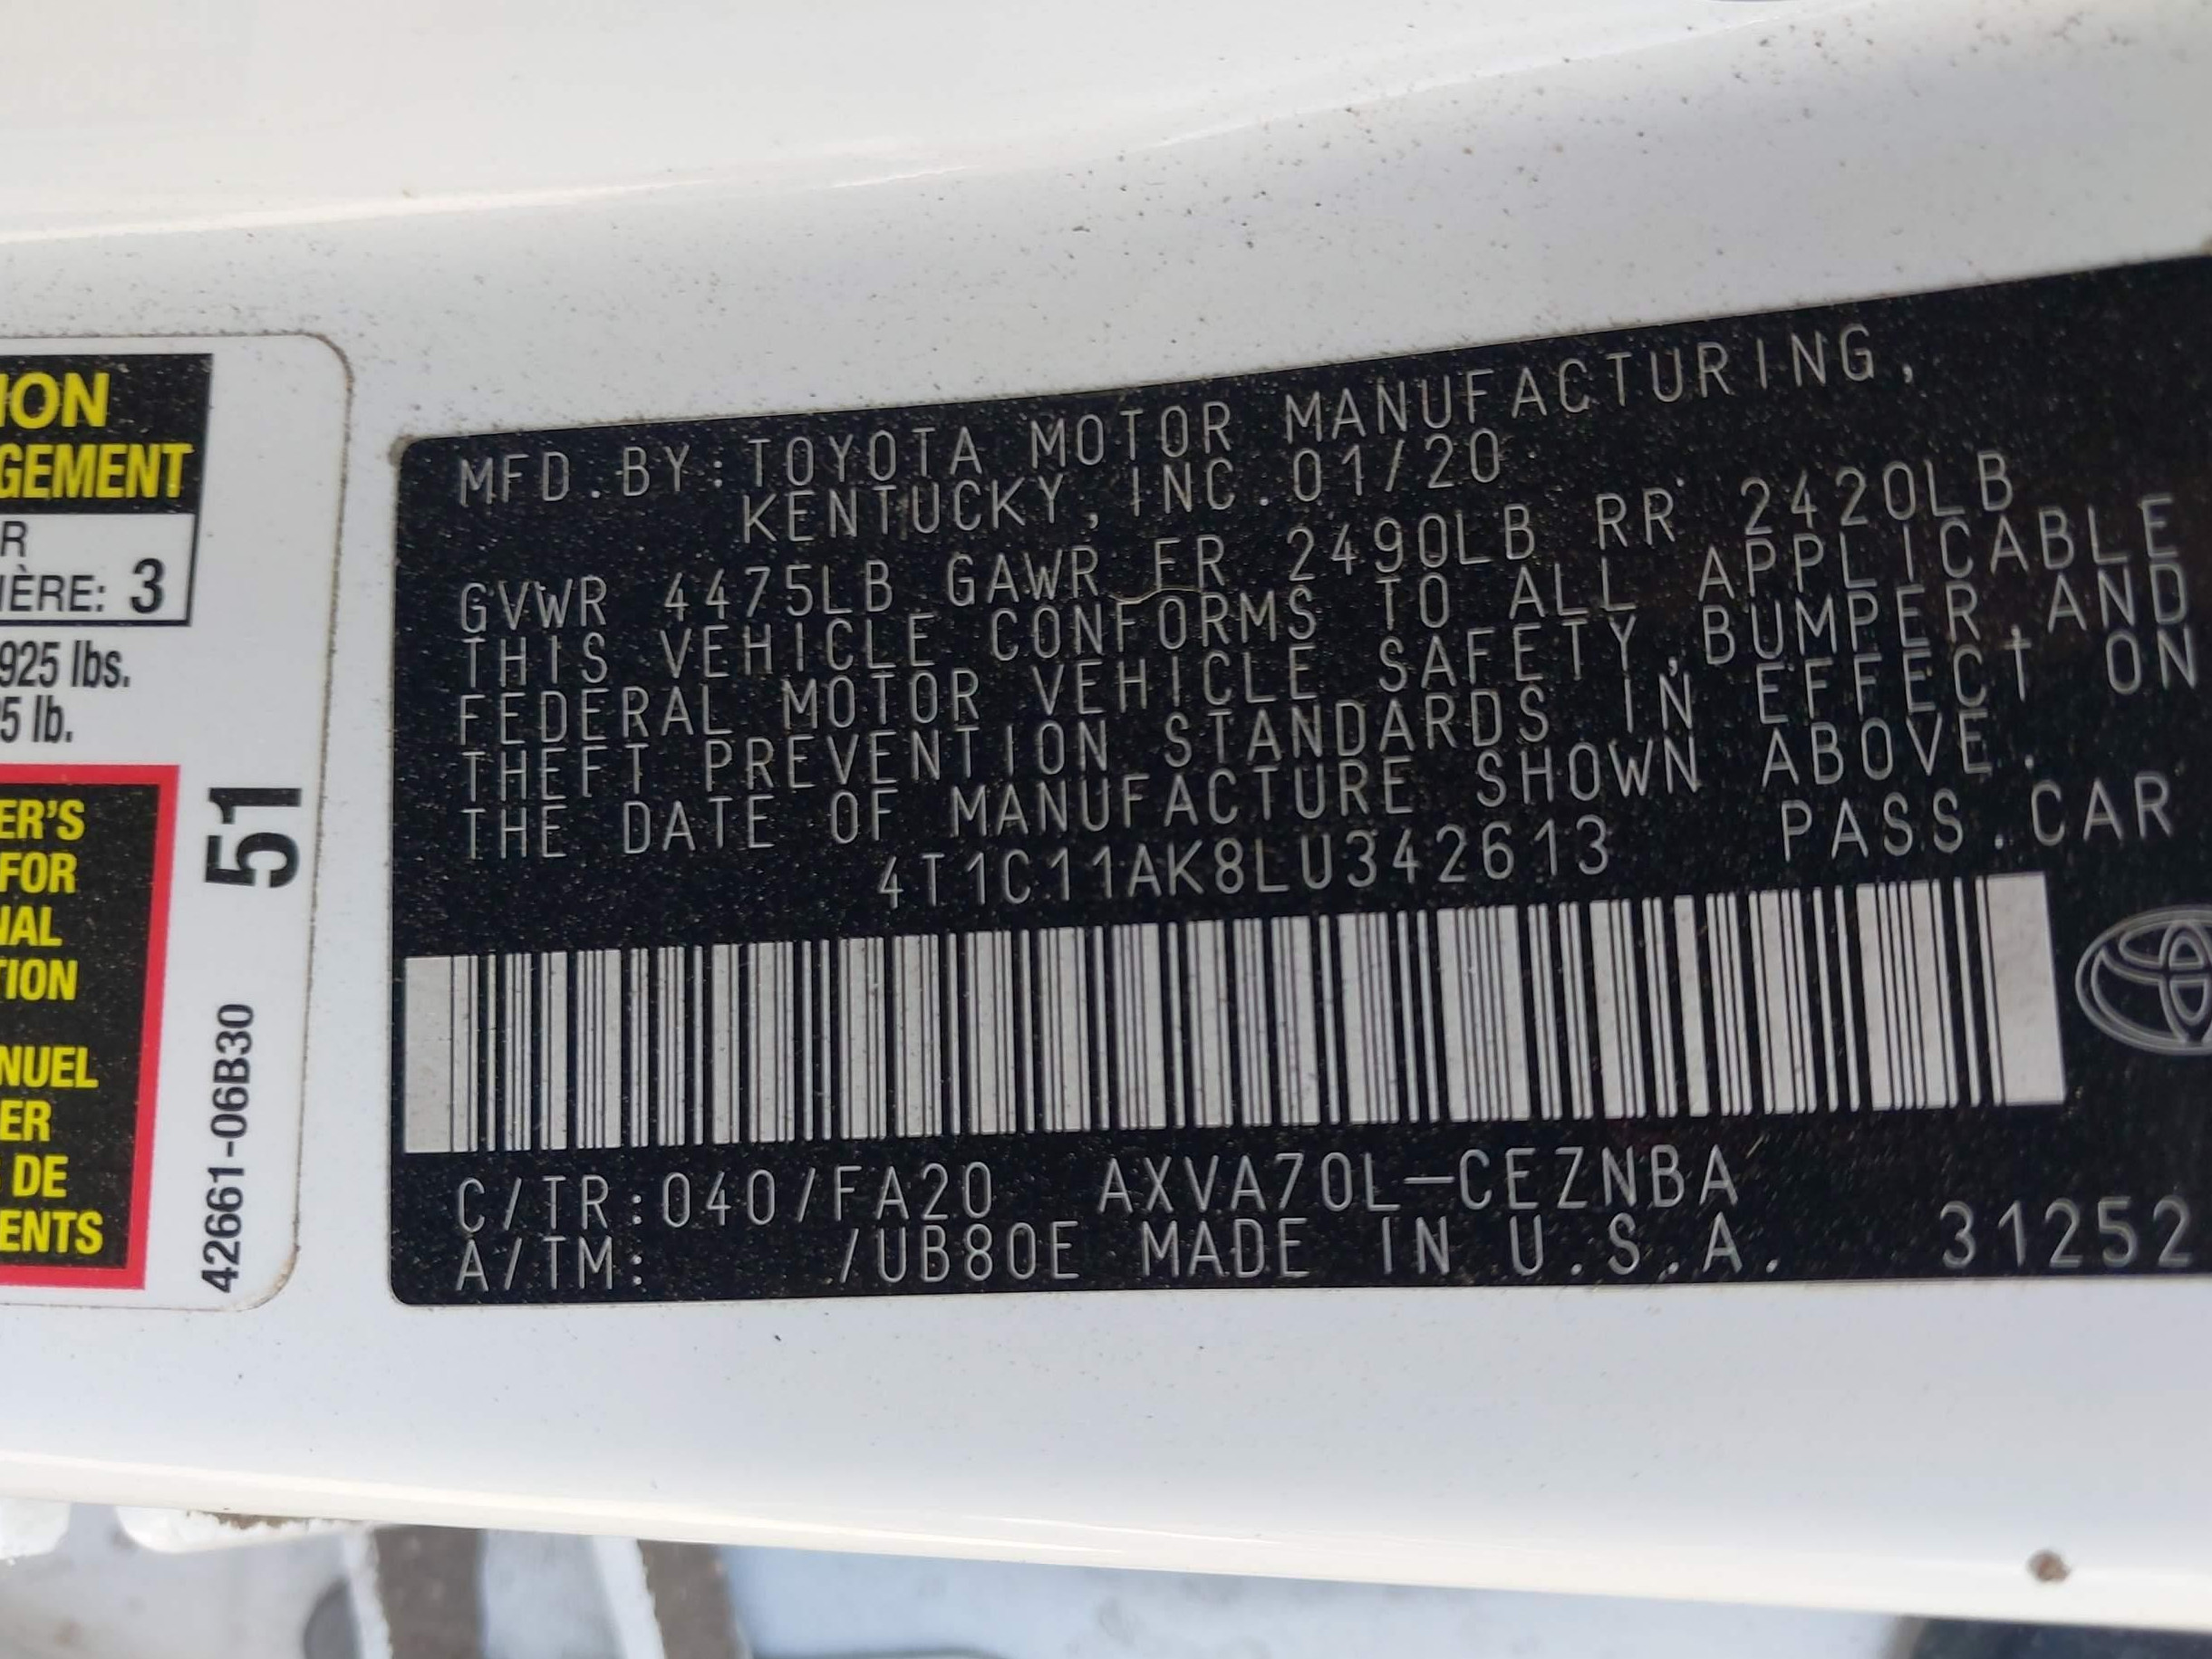 ION
GEMENT
R
IÈRE: 3
925 lbs.
5 lb.
ER'S
FOR
NAL
TION
NUEL
ER
DE
ENTS
51
42661-06B30
MFD.BY:TOYOTA MOTOR MANUFACTURING,
KENTUCKY, INC.01/20
GVWR 4475LB GAWR FR 2490LB RR 2420LB
THIS VEHICLE CONFORMS TO ALL APPLICABLE
FEDERAL MOTOR VEHICLE SAFETY,BUMPER,AND
THEFT PREVENTION STANDARDS IN EFFECT ON
THE DATE OF MANUFACTURE SHOWN ABOVE.
4T1C11AK8LU342613 PASS.CAR
C/TR:040/FA20 AXVA70L-CEZNBA
A/TM: /UB80E MADE IN U.S.A. 31252